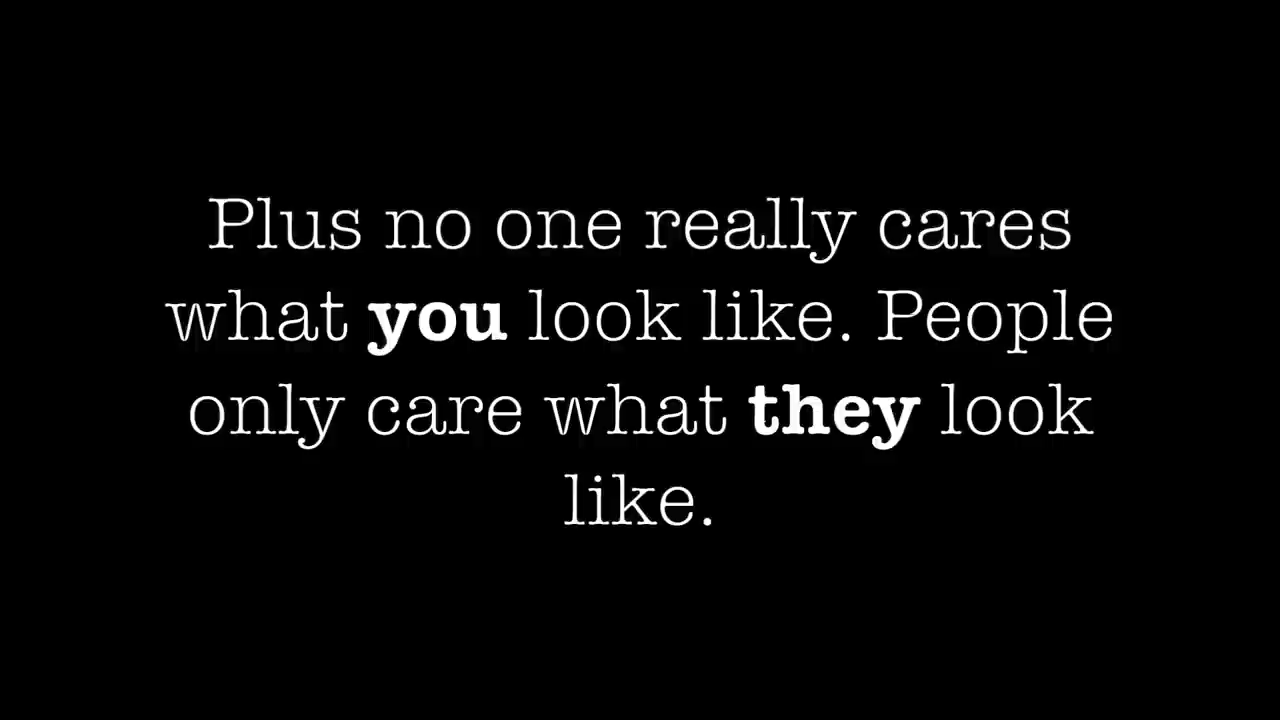 Plus no one really cares
what you look like. People
only care what they look
like.